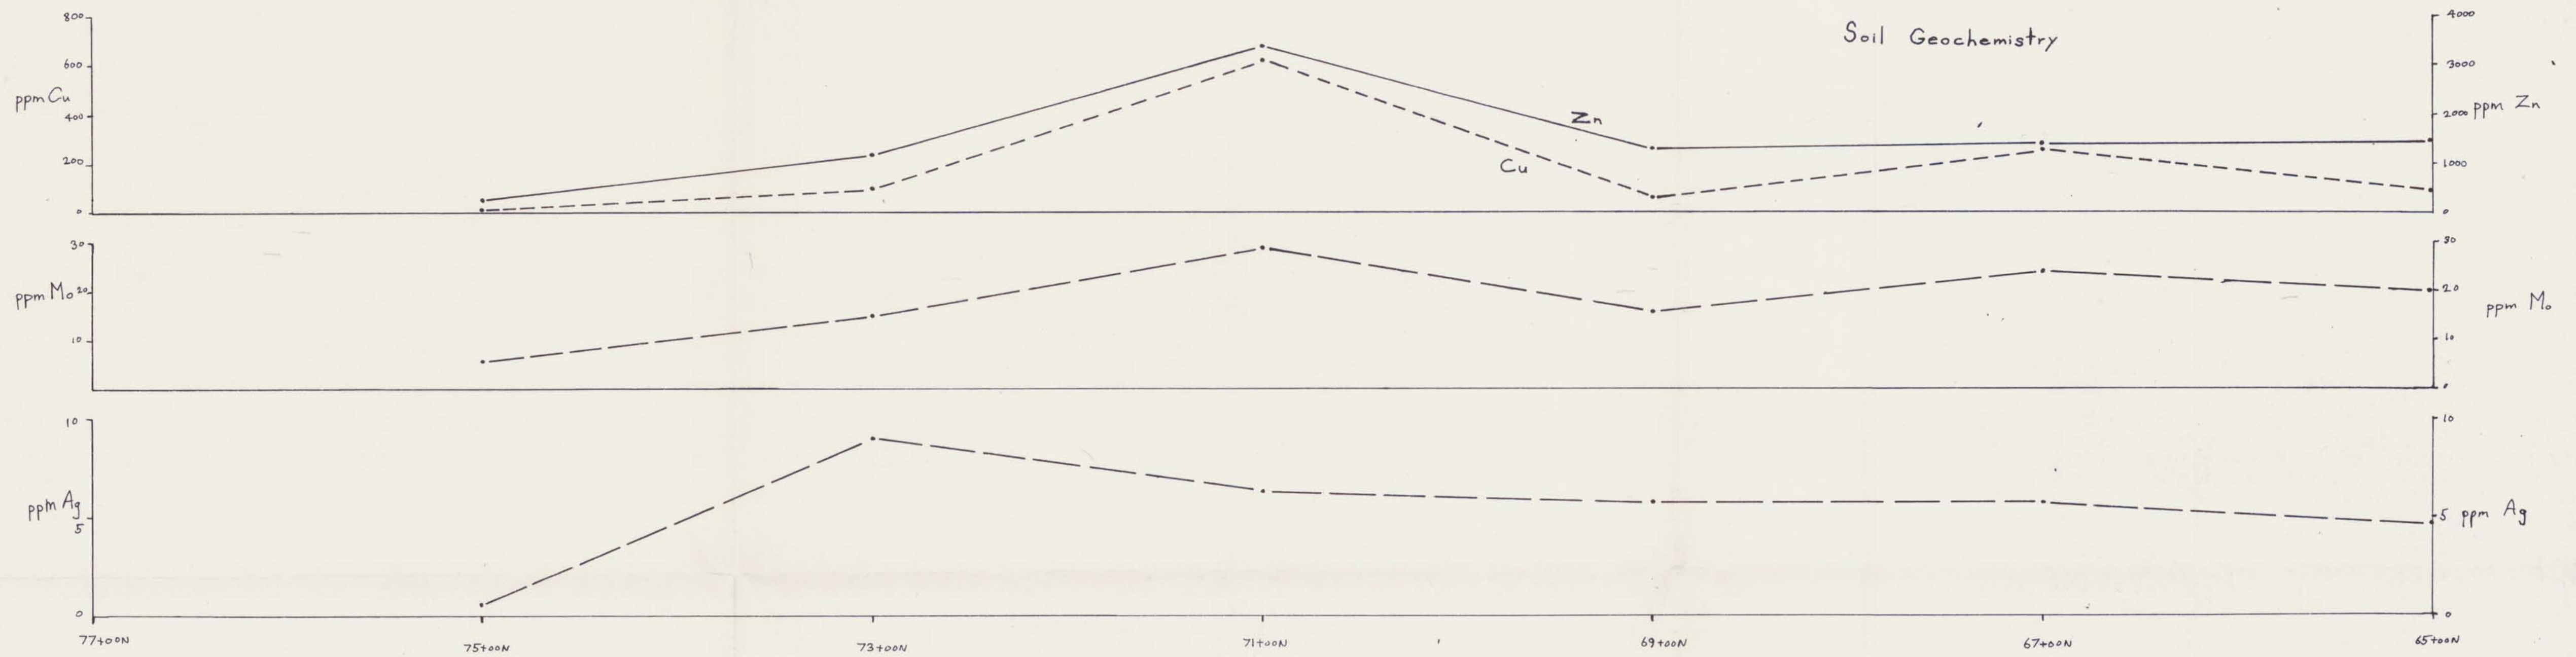 Soil Geochemistry
800
600
ppm Cu
400
200
0
4000
3000
ppm Zn
2000
1000
0
Zn
Cu
30
ppm Mo 20
10
30
20
ppm Mo
10
0
10
ppm Ag
5
0
10
5 ppm Ag
0
77+00N 75+00N 73+00N 71+00N 69+00N 67+00N 65+00N